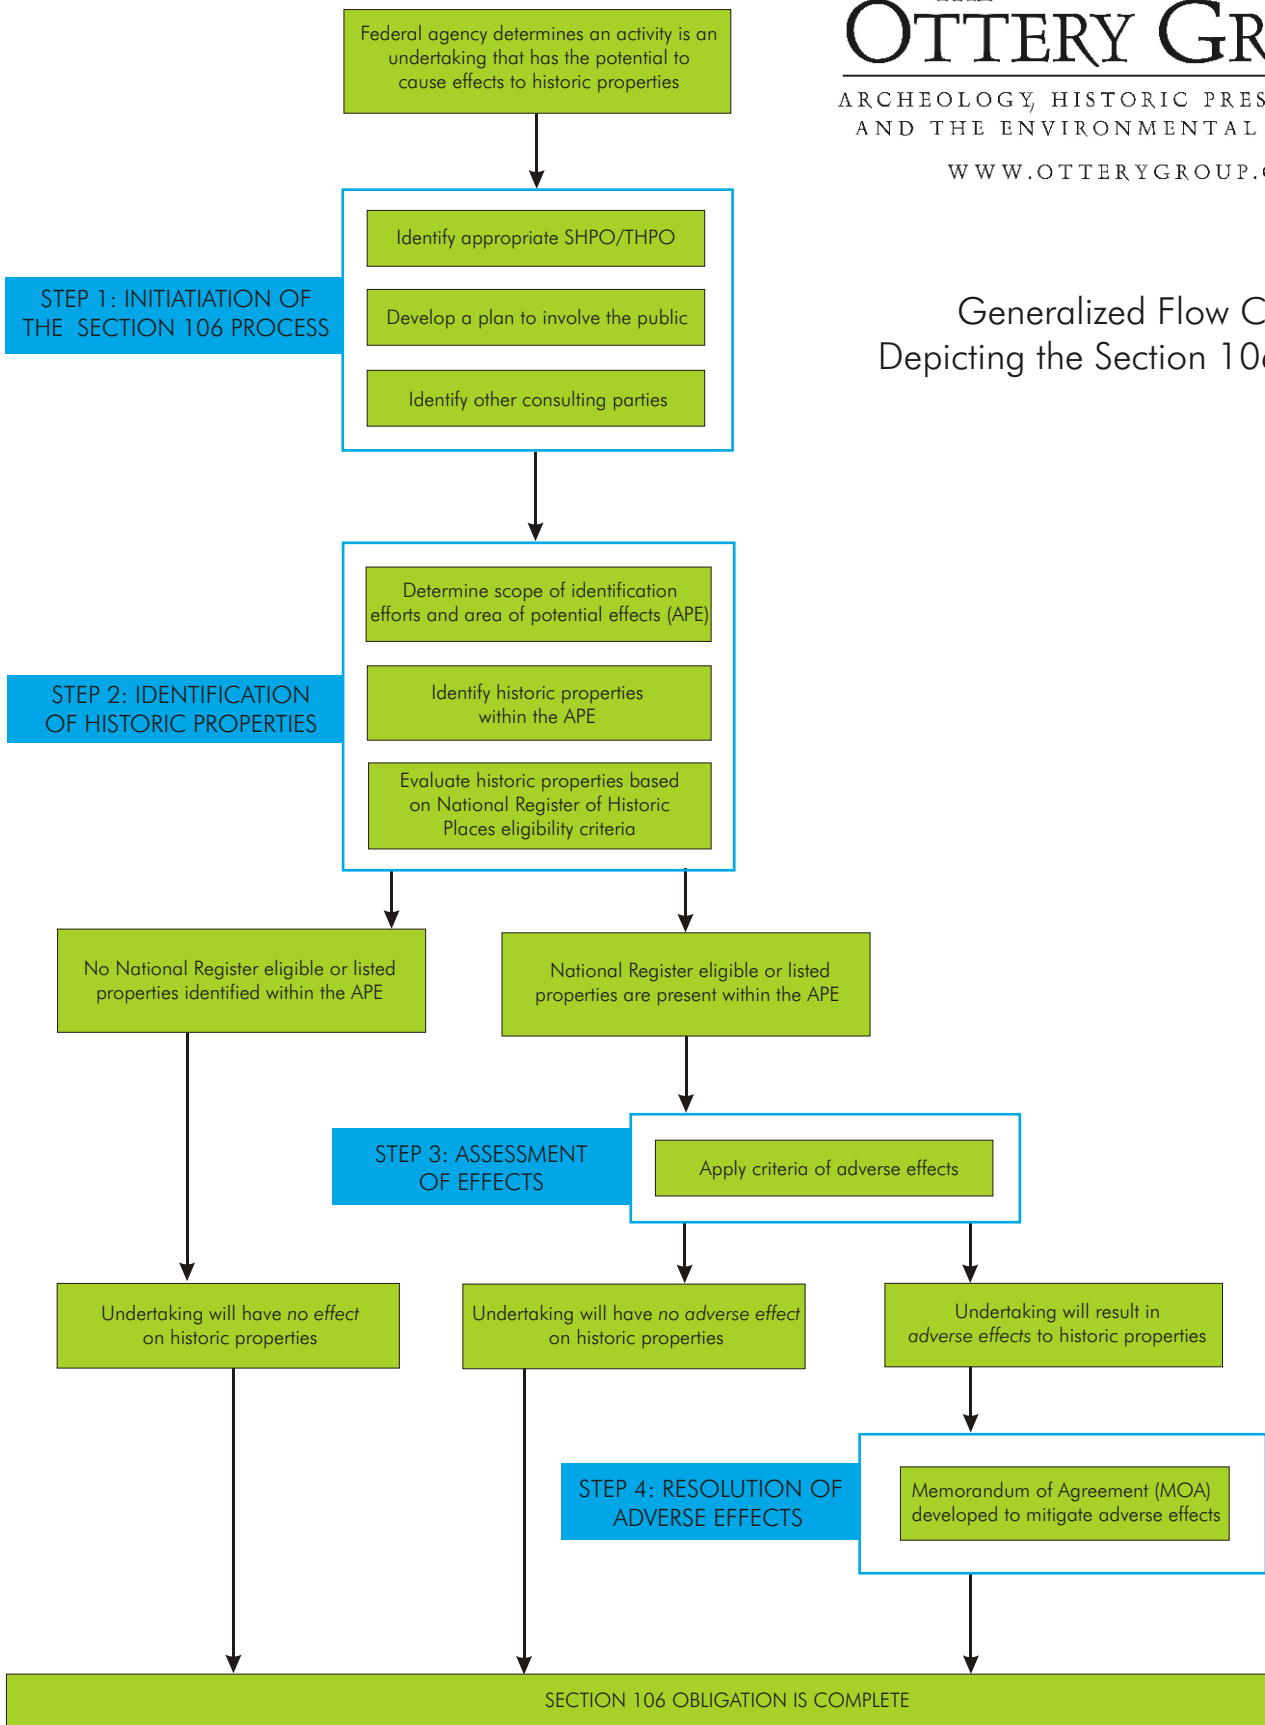 Federal agency determines an activity is an
undertaking that has the potential to
cause effects to historic properties
OTTERY
ARCHEOLOGY, HISTORIC
AND THE ENVIRONMENTAL
WWW.OTTERYGROUP.
Generalized Flow
Depicting the Section
Identify appropriate SHPO/THPO
STEP 1: INITIATIATION OF
THE SECTION 106 PROCESS
Develop a plan to involve the public
Identify other consulting parties
Determine scope of identification
efforts and area of potential effects (APE)
STEP 2: IDENTIFICATION
OF HISTORIC PROPERTIES
Identify historic properties
within the APE
Evaluate historic properties based
on National Register of Historic
Places eligibility criteria
No National Register eligible or listed
properties identified within the APE
National Register eligible or listed
properties are present within the APE
STEP 3: ASSESSMENT
OF EFFECTS
Apply criteria of adverse effects
Undertaking will have no effect
on historic properties
Undertaking will have no adverse effect
on historic properties
Undertaking will result in
adverse effects to historic properties
STEP 4: RESOLUTION OF
ADVERSE EFFECTS
Memorandum of Agreement (MOA)
developed to mitigate adverse effects
SECTION 106 OBLIGATION IS COMPLETE